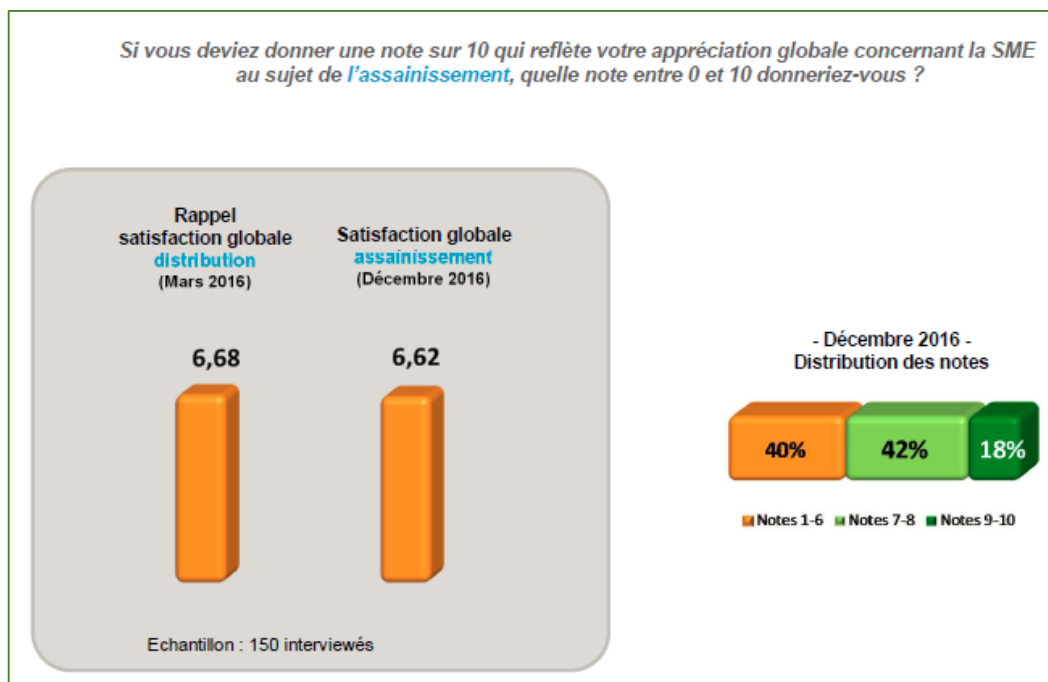 Si vous deviez donner une note sur 10 qui reflète votre appréciation globale concernant la SME
au sujet de l’assainissement, quelle note entre 0 et 10 donneriez-vous ?
Rappel
satisfaction globale
distribution
(Mars 2016)
Satisfaction globale
assainissement
(Décembre 2016)
6,68
6,62
Echantillon : 150 interviewés
- Décembre 2016 -
Distribution des notes
40%
42%
18%
Notes 1-6
Notes 7-8
Notes 9-10